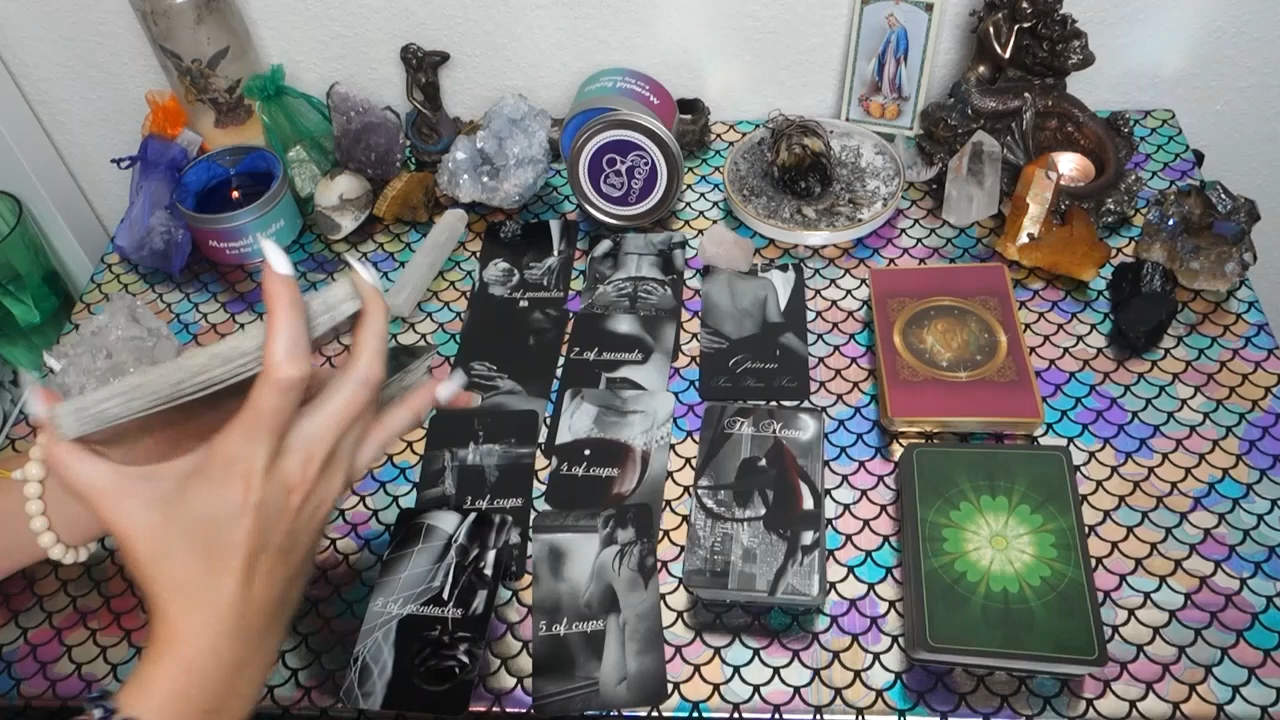 Mermaid Scales
Mermaid Scales
of pentacles
7 of swords
Opium
4 of cups
The Moon
3 of cups
5 of pentacles
5 of cups